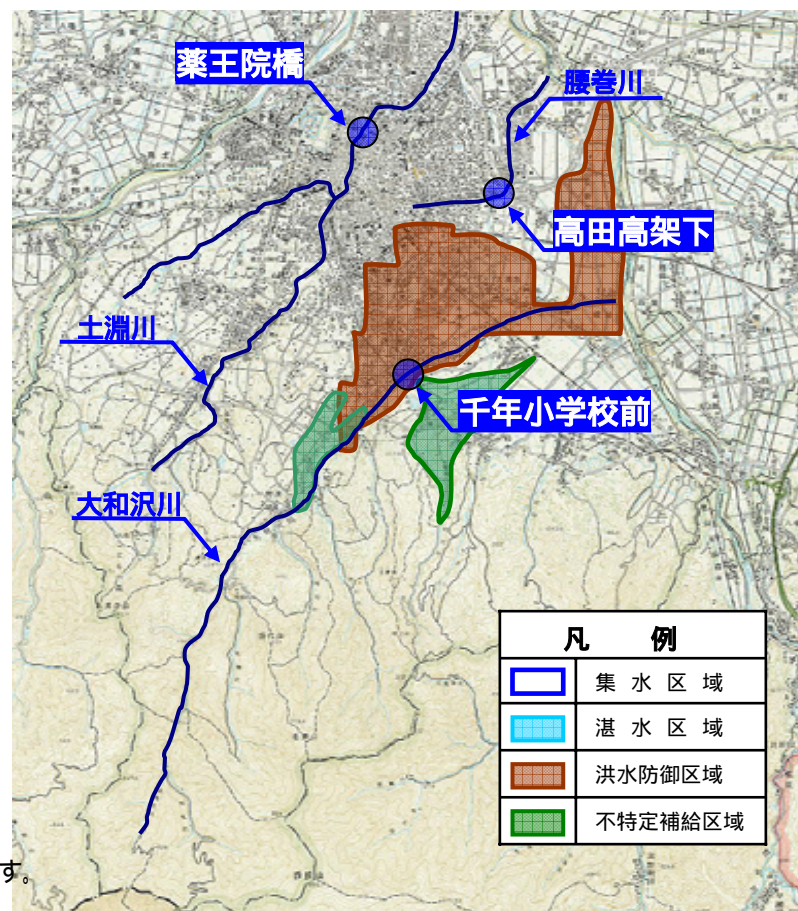 薬王院橋
腰巻川
高田高架下
土淵川
千年小学校前
大和沢川
凡 例
集水区域
湛水区域
洪水防御区域
不特定補給区域
す。